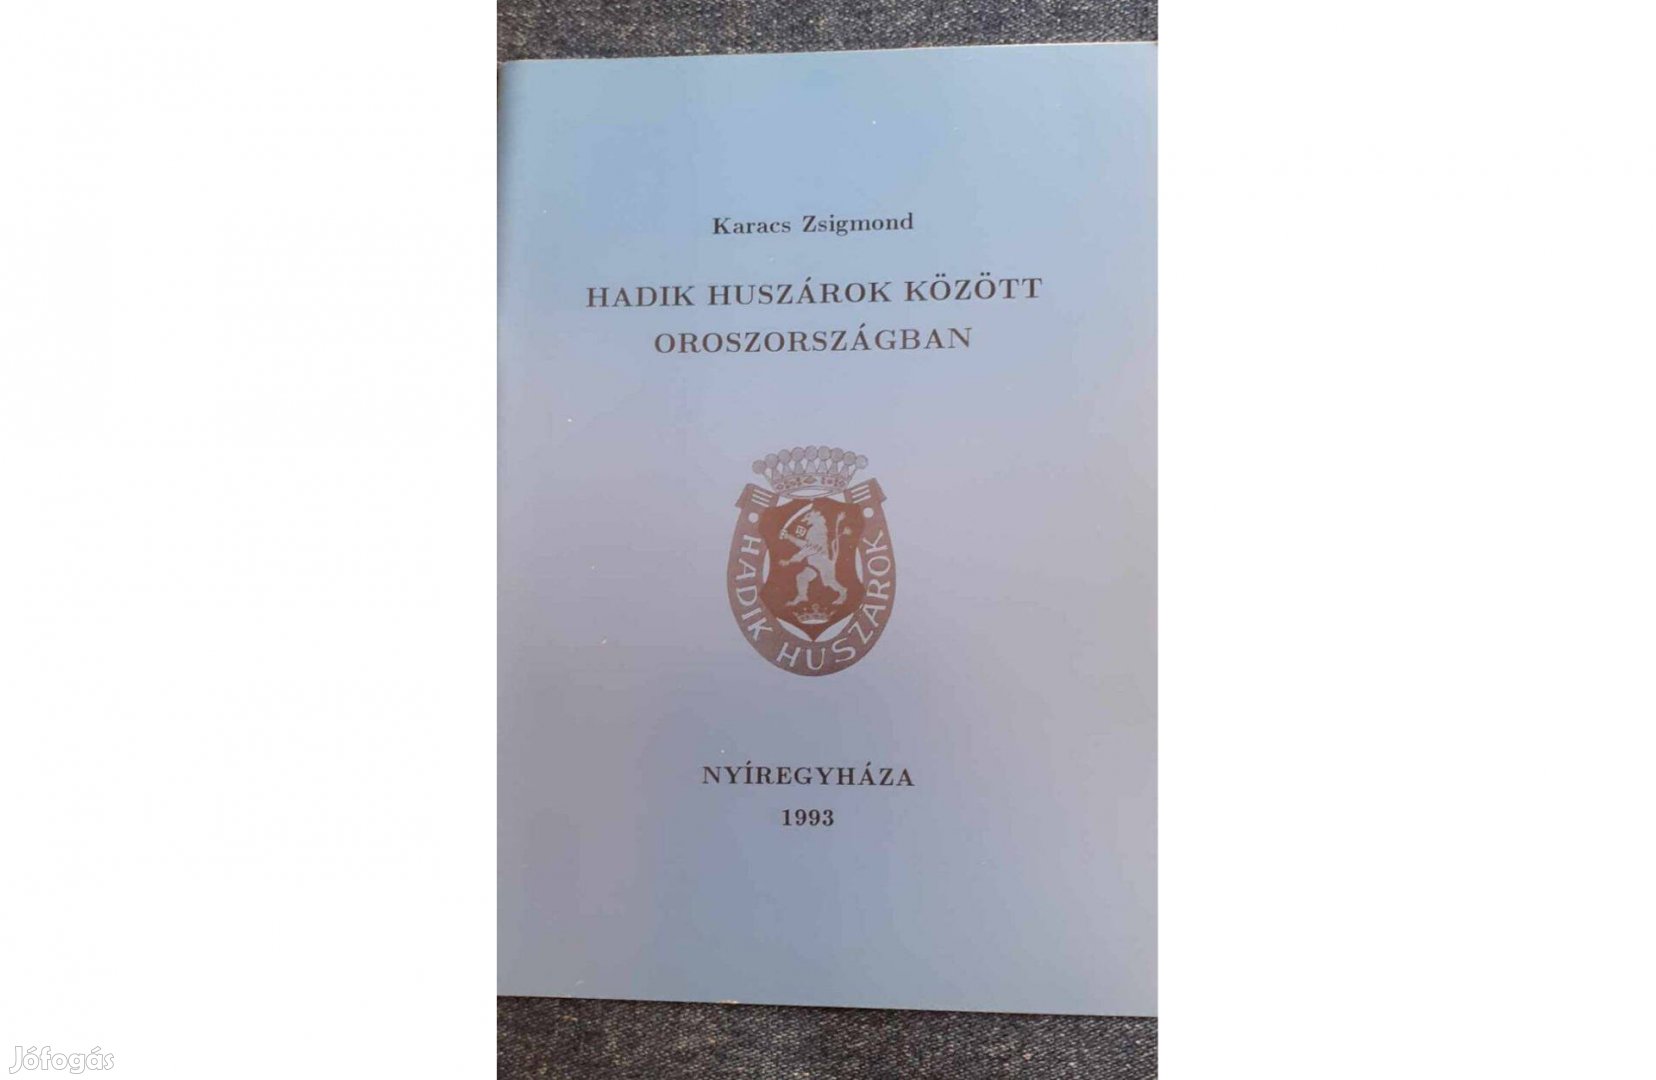 Karacs Zsigmond
HADIK HUSZÁROK KÖZÖTT
OROSZORSZÁGBAN
HADIK HUSZÁROK
NYÍREGYHÁZA
1993
Jófogás